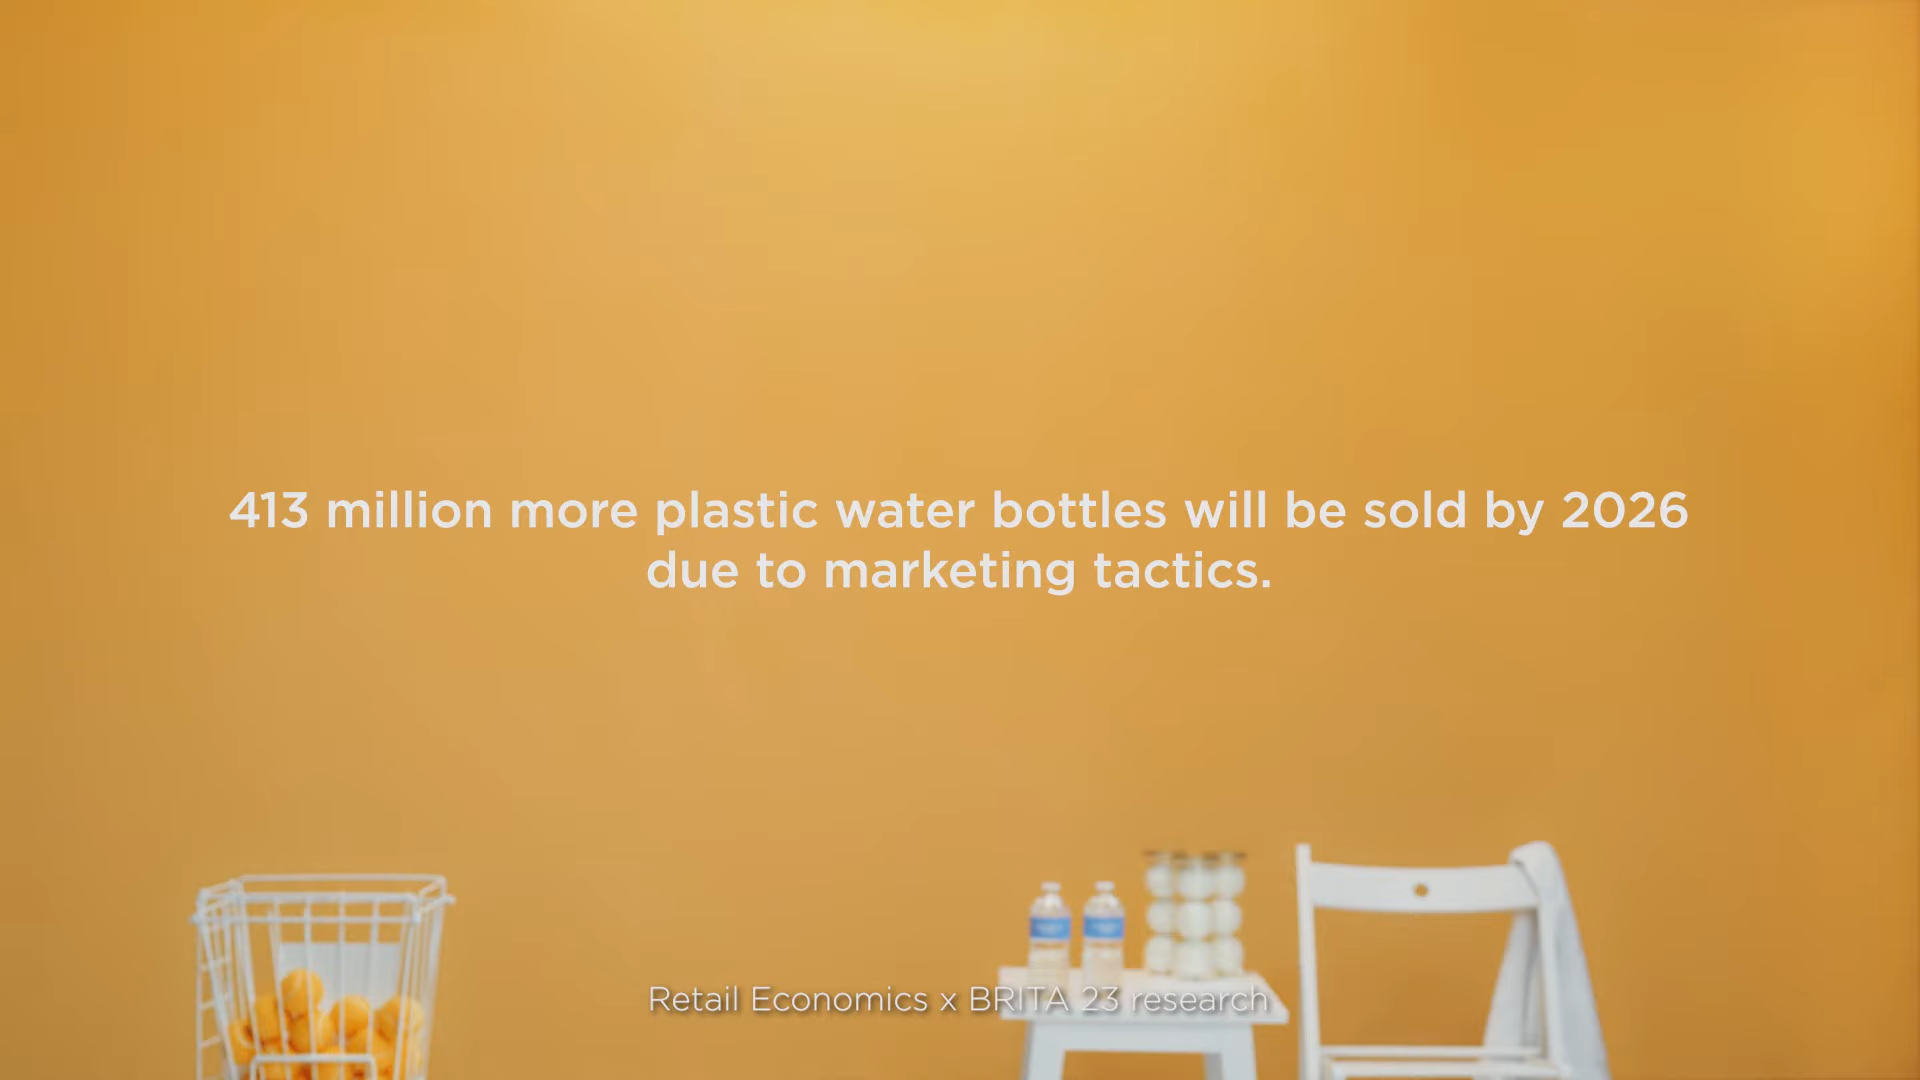 413 million more plastic water bottles will be sold by 2026
due to marketing tactics.
Retail Economics x BRITA 23 research